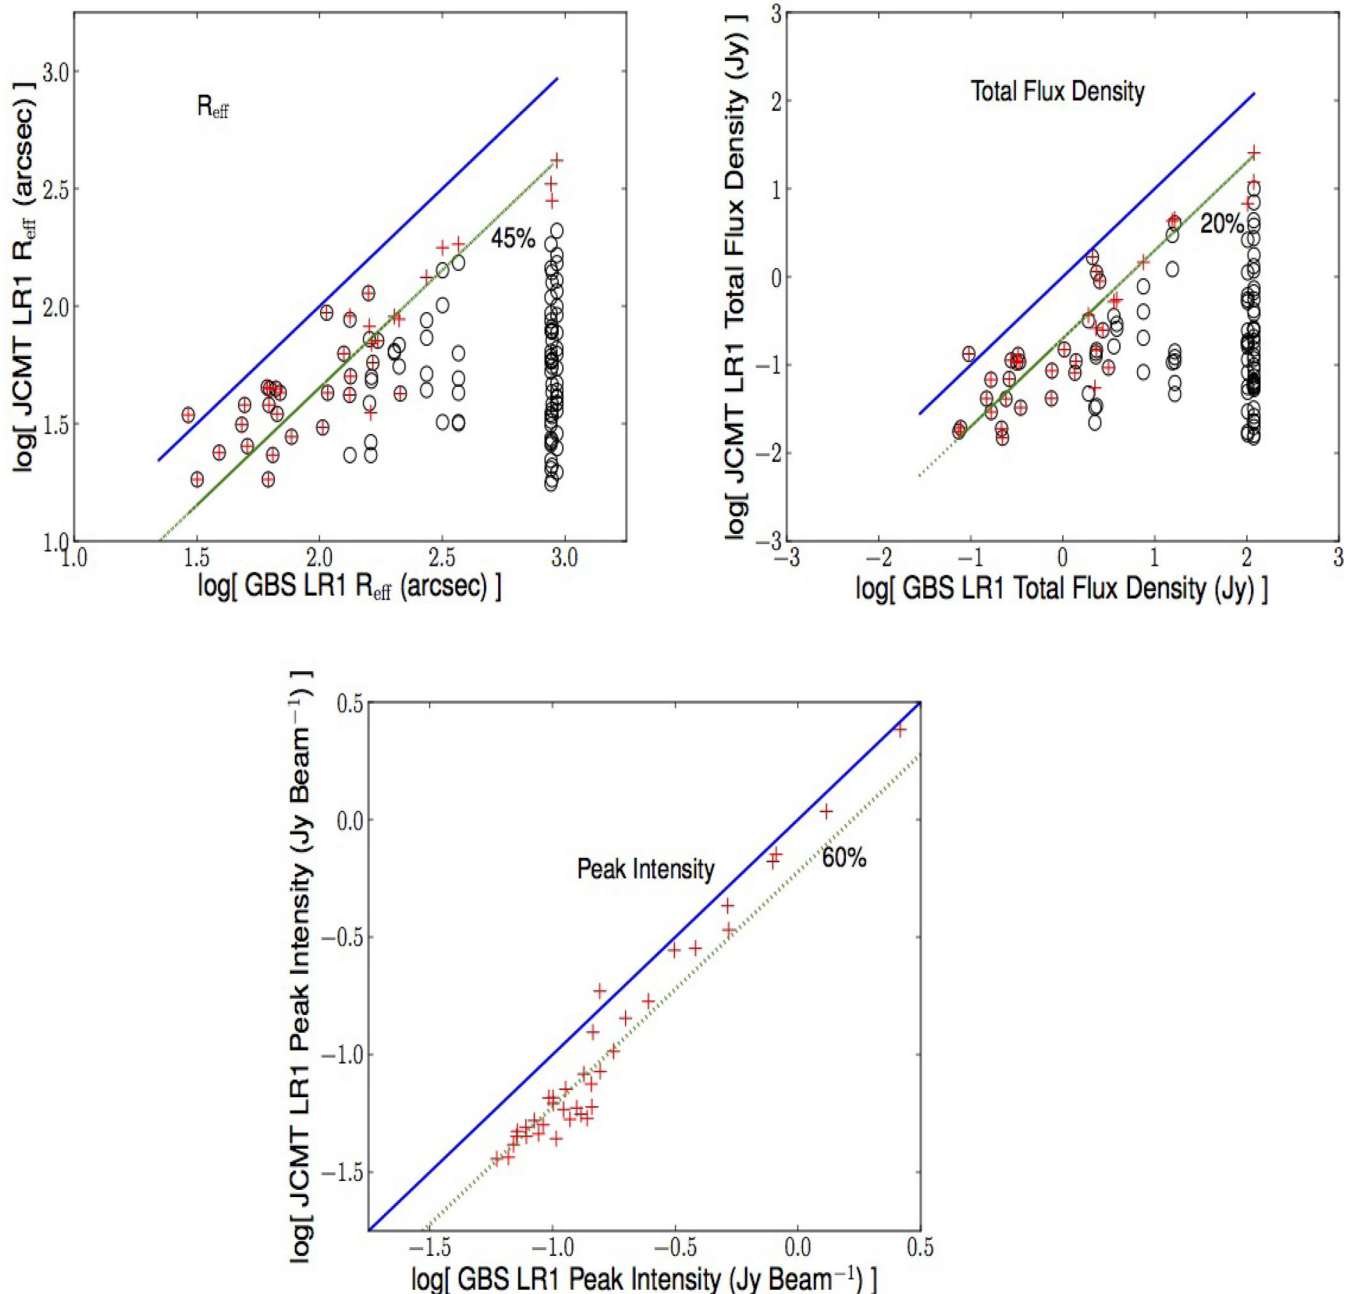 log[ JCMT LR1 Reff (arcsec) ]
3.0
2.5
2.0
1.5
1.0
Reff
45%
1.0 1.5 2.0 2.5 3.0
log[ GBS LR1 Reff (arcsec) ]
log[ JCMT LR1 Total Flux Density (Jy) ]
3
2
1
0
−1
−2
−3
Total Flux Density
20%
−3 −2 −1 0 1 2 3
log[ GBS LR1 Total Flux Density (Jy) ]
log[ JCMT LR1 Peak Intensity (Jy Beam−1) ]
0.5
0.0
−0.5
−1.0
−1.5
Peak Intensity
60%
−1.5 −1.0 −0.5 0.0 0.5
log[ GBS LR1 Peak Intensity (Jy Beam−1) ]